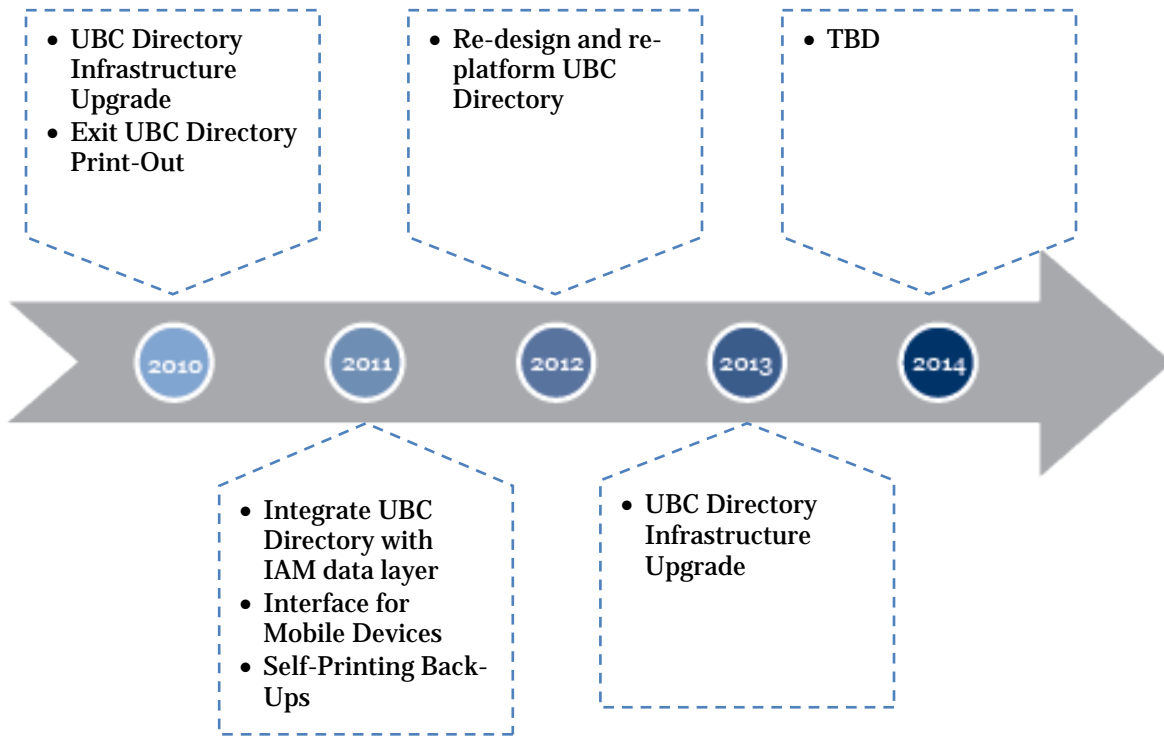 • UBC Directory
Infrastructure
Upgrade
• Exit UBC Directory
Print-Out
• Re-design and re-
platform UBC
Directory
• TBD
2010
2011
2012
2013
2014
• Integrate UBC
Directory with
IAM data layer
• Interface for
Mobile Devices
• Self-Printing Back-
Ups
• UBC Directory
Infrastructure
Upgrade